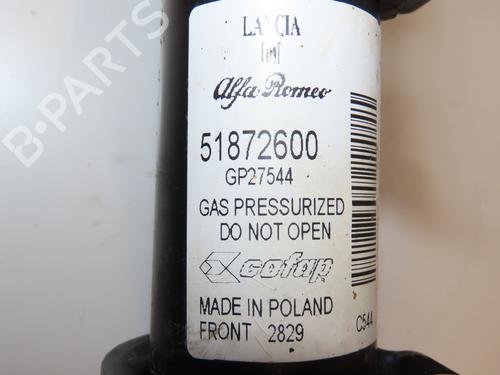 LANCIA
Alfa Romeo
51872600
GP27544
GAS PRESSURIZED
DO NOT OPEN
cofap
MADE IN POLAND
FRONT 2829
C544
B-PARTS